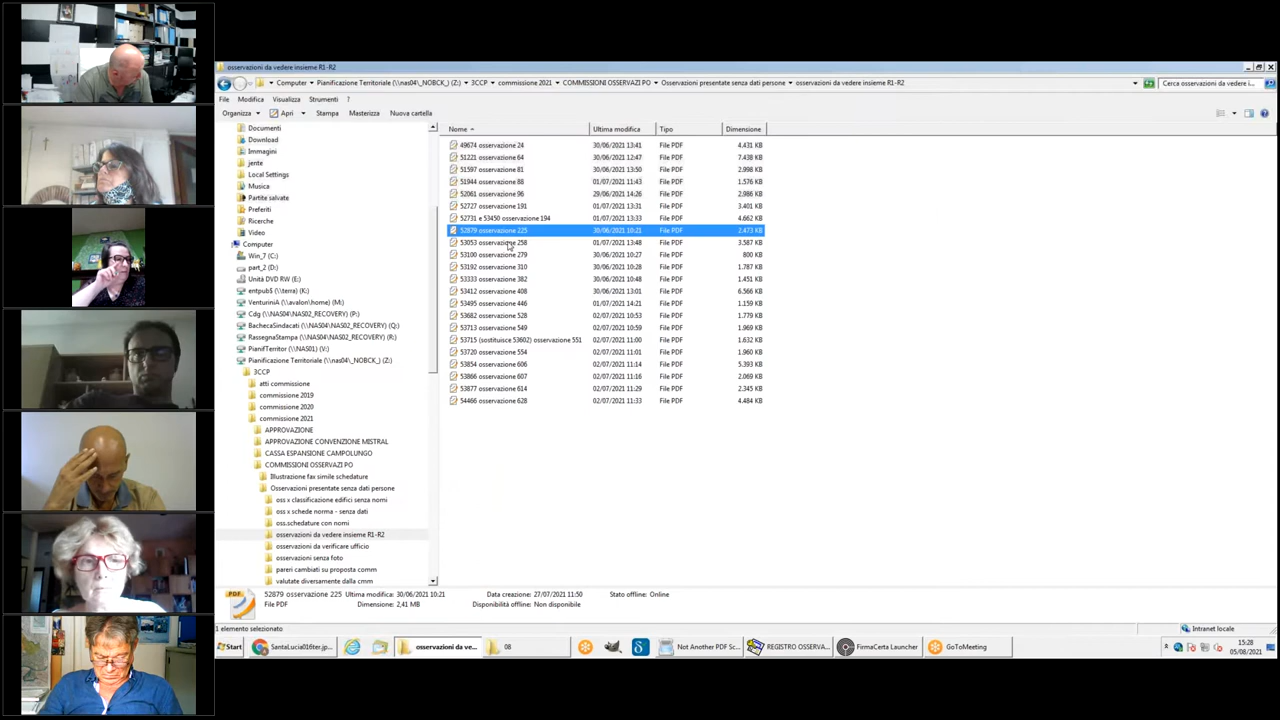 osservazioni da vedere insieme R1-R2
Computer
Pianificazione Territoriale (\\nas04\_NOBCK_) (Z:)
3CCP
commissione 2021
COMMISSIONI OSSERVAZI PO
Osservazioni presentate senza dati persone
osservazioni da vedere insieme R1-R2
Cerca osservazioni da vedere i...
File Modifica Visualizza Strumenti ?
Organizza Apri Stampa Masterizza Nuova cartella
Documenti
Download
Immagini
jente
Local Settings
Musica
Partite salvate
Preferiti
Ricerche
Video
Computer
Win_7 (C:)
part_2 (D:)
Unità DVD RW (E:)
entpub$ (\\terra) (K:)
VenturiniA (\\avalon\home) (M:)
Cdg (\\NAS04\NAS02_RECOVERY) (P:)
BachecaSindacati (\\NAS04\NAS02_RECOVERY) (Q:)
RassegnaStampa (\\NAS04\NAS02_RECOVERY) (R:)
PianifTerritor (\\NAS01) (V:)
Pianificazione Territoriale (\\nas04\_NOBCK_) (Z:)
3CCP
atti commissione
commissione 2019
commissione 2020
commissione 2021
APPROVAZIONE
APPROVAZIONE CONVENZIONE MISTRAL
CASSA ESPANSIONE CAMPOLUNGO
COMMISSIONI OSSERVAZI PO
Illustrazione fax simile schedature
Osservazioni presentate senza dati persone
oss x classificazione edifici senza nomi
oss x schede norma - senza dati
oss.schedature con nomi
osservazioni da vedere insieme R1-R2
osservazioni da verificare ufficio
osservazioni senza foto
pareri cambiati su proposta comm
valutate diversamente dalla cmm
Nome Ultima modifica Tipo Dimensione
49674 osservazione 24 30/06/2021 13:41 File PDF 4.431 KB
51221 osservazione 64 30/06/2021 12:47 File PDF 7.438 KB
51597 osservazione 81 30/06/2021 13:50 File PDF 2.998 KB
51944 osservazione 88 01/07/2021 11:43 File PDF 1.576 KB
52061 osservazione 96 29/06/2021 14:26 File PDF 2.986 KB
52727 osservazione 191 01/07/2021 13:31 File PDF 3.401 KB
52731 e 53450 osservazione 194 01/07/2021 13:33 File PDF 4.662 KB
52879 osservazione 225 30/06/2021 10:21 File PDF 2.473 KB
53053 osservazione 258 01/07/2021 13:48 File PDF 3.587 KB
53100 osservazione 279 30/06/2021 10:27 File PDF 800 KB
53192 osservazione 310 30/06/2021 10:28 File PDF 1.787 KB
53333 osservazione 382 30/06/2021 10:48 File PDF 1.451 KB
53412 osservazione 408 30/06/2021 13:01 File PDF 6.566 KB
53495 osservazione 446 01/06/2021 14:21 File PDF 1.159 KB
53682 osservazione 528 02/07/2021 10:53 File PDF 1.779 KB
53713 osservazione 549 02/07/2021 10:59 File PDF 1.969 KB
53715 (sostituisce 53602) osservazione 551 02/07/2021 11:00 File PDF 1.632 KB
53720 osservazione 554 02/07/2021 11:01 File PDF 1.960 KB
53854 osservazione 606 02/07/2021 11:14 File PDF 5.393 KB
53866 osservazione 607 02/07/2021 11:16 File PDF 2.069 KB
53877 osservazione 614 02/07/2021 11:29 File PDF 2.345 KB
54466 osservazione 628 02/07/2021 11:33 File PDF 4.484 KB
PDF
52879 osservazione 225 Ultima modifica: 30/06/2021 10:21 Data creazione: 27/07/2021 11:50 Stato offline: Online
File PDF Dimensione: 2,41 MB Disponibilità offline: Non disponibile
1 elemento selezionato
Intranet locale
Start
SantaLucia016ter.jp...
osservazioni da ve...
08
Not Another PDF Sc...
REGISTRO OSSERVA...
FirmaCerta Launcher
GoToMeeting
15:28
05/08/2021